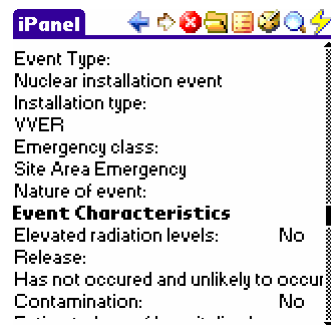 iPanel
Event Type:
Nuclear installation event
Installation type:
VVER
Emergency class:
Site Area Emergency
Nature of event:
Event Characteristics
Elevated radiation levels: No
Release:
Has not occured and unlikely to occur
Contamination: No